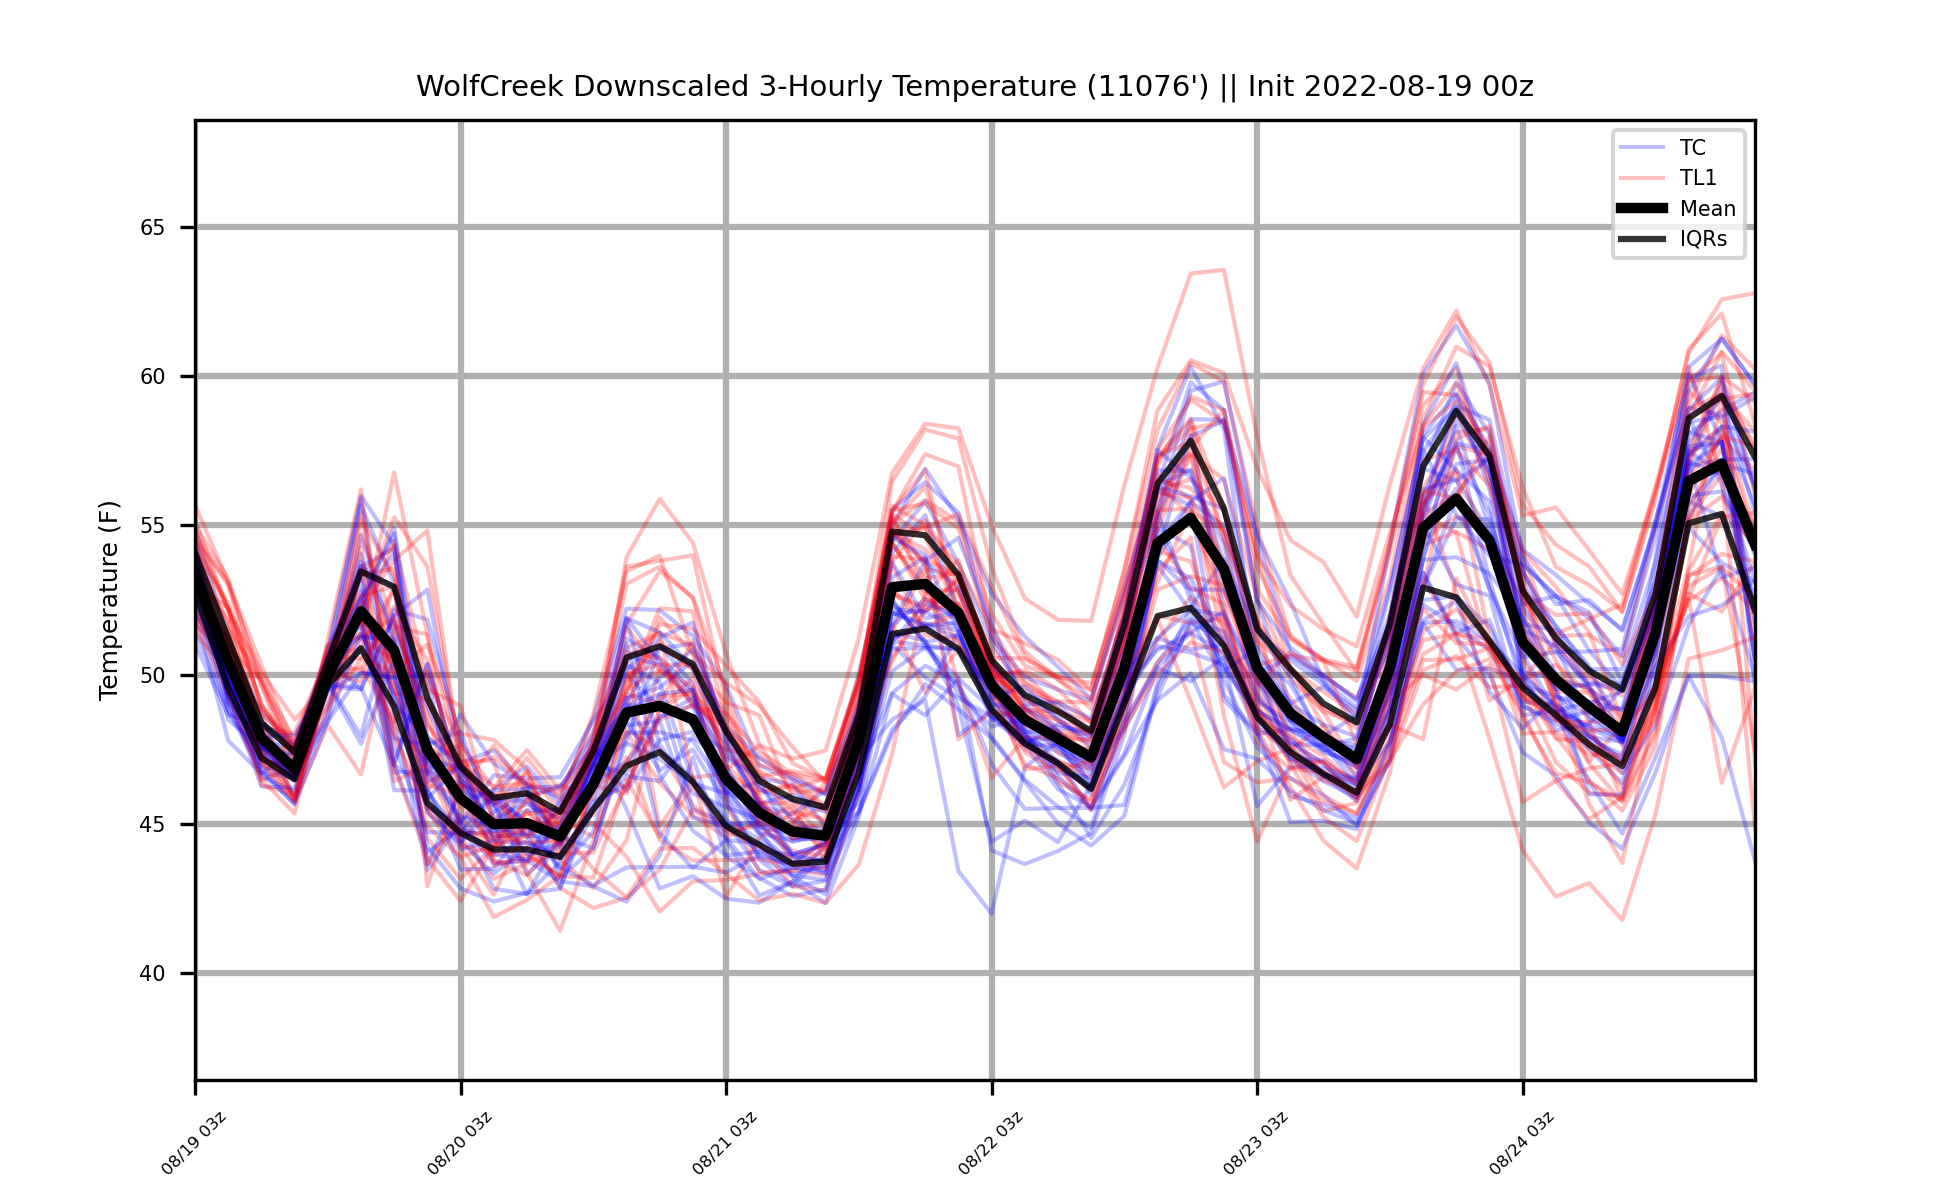 WolfCreek Downscaled 3-Hourly Temperature (11076') || Init 2022-08-19 00z
TC
TL1
Mean
IQRs
Temperature (F)
65
60
55
50
45
40
08/19 03z
08/20 03z
08/21 03z
08/22 03z
08/23 03z
08/24 03z